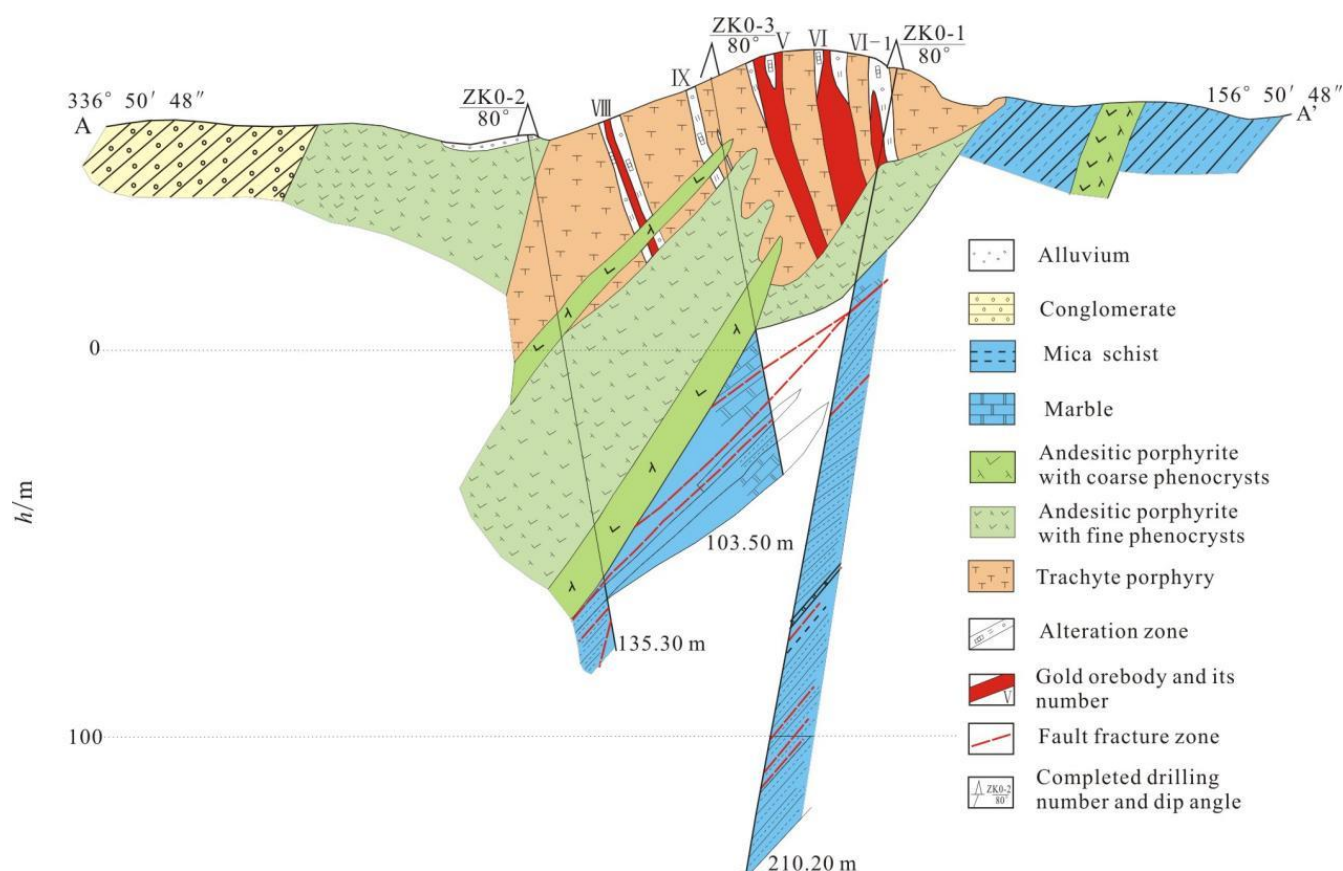 336° 50′ 48″
A
ZK0-2
80°
Ⅷ
Ⅸ
ZK0-3
80°
Ⅴ
Ⅵ
Ⅵ-1
ZK0-1
80°
156° 50′ 48″
A′
0
h/m
100
103.50 m
135.30 m
210.20 m
Alluvium
Conglomerate
Mica schist
Marble
Andesitic porphyrite
with coarse phenocrysts
Andesitic porphyrite
with fine phenocrysts
Trachyte porphyry
Alteration zone
Gold orebody and its
number
V
Fault fracture zone
ZK0-2
80°
Completed drilling
number and dip angle